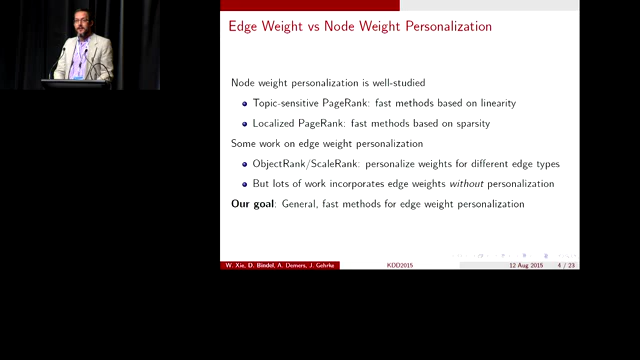 Edge Weight vs Node Weight Personalization
Node weight personalization is well-studied
Topic-sensitive PageRank: fast methods based on linearity
Localized PageRank: fast methods based on sparsity
Some work on edge weight personalization
ObjectRank/ScaleRank: personalize weights for different edge types
But lots of work incorporates edge weights without personalization
Our goal: General, fast methods for edge weight personalization
W. Xie, D. Bindel, A. Demers, J. Gehrke
KDD2015
12 Aug 2015
4 / 23